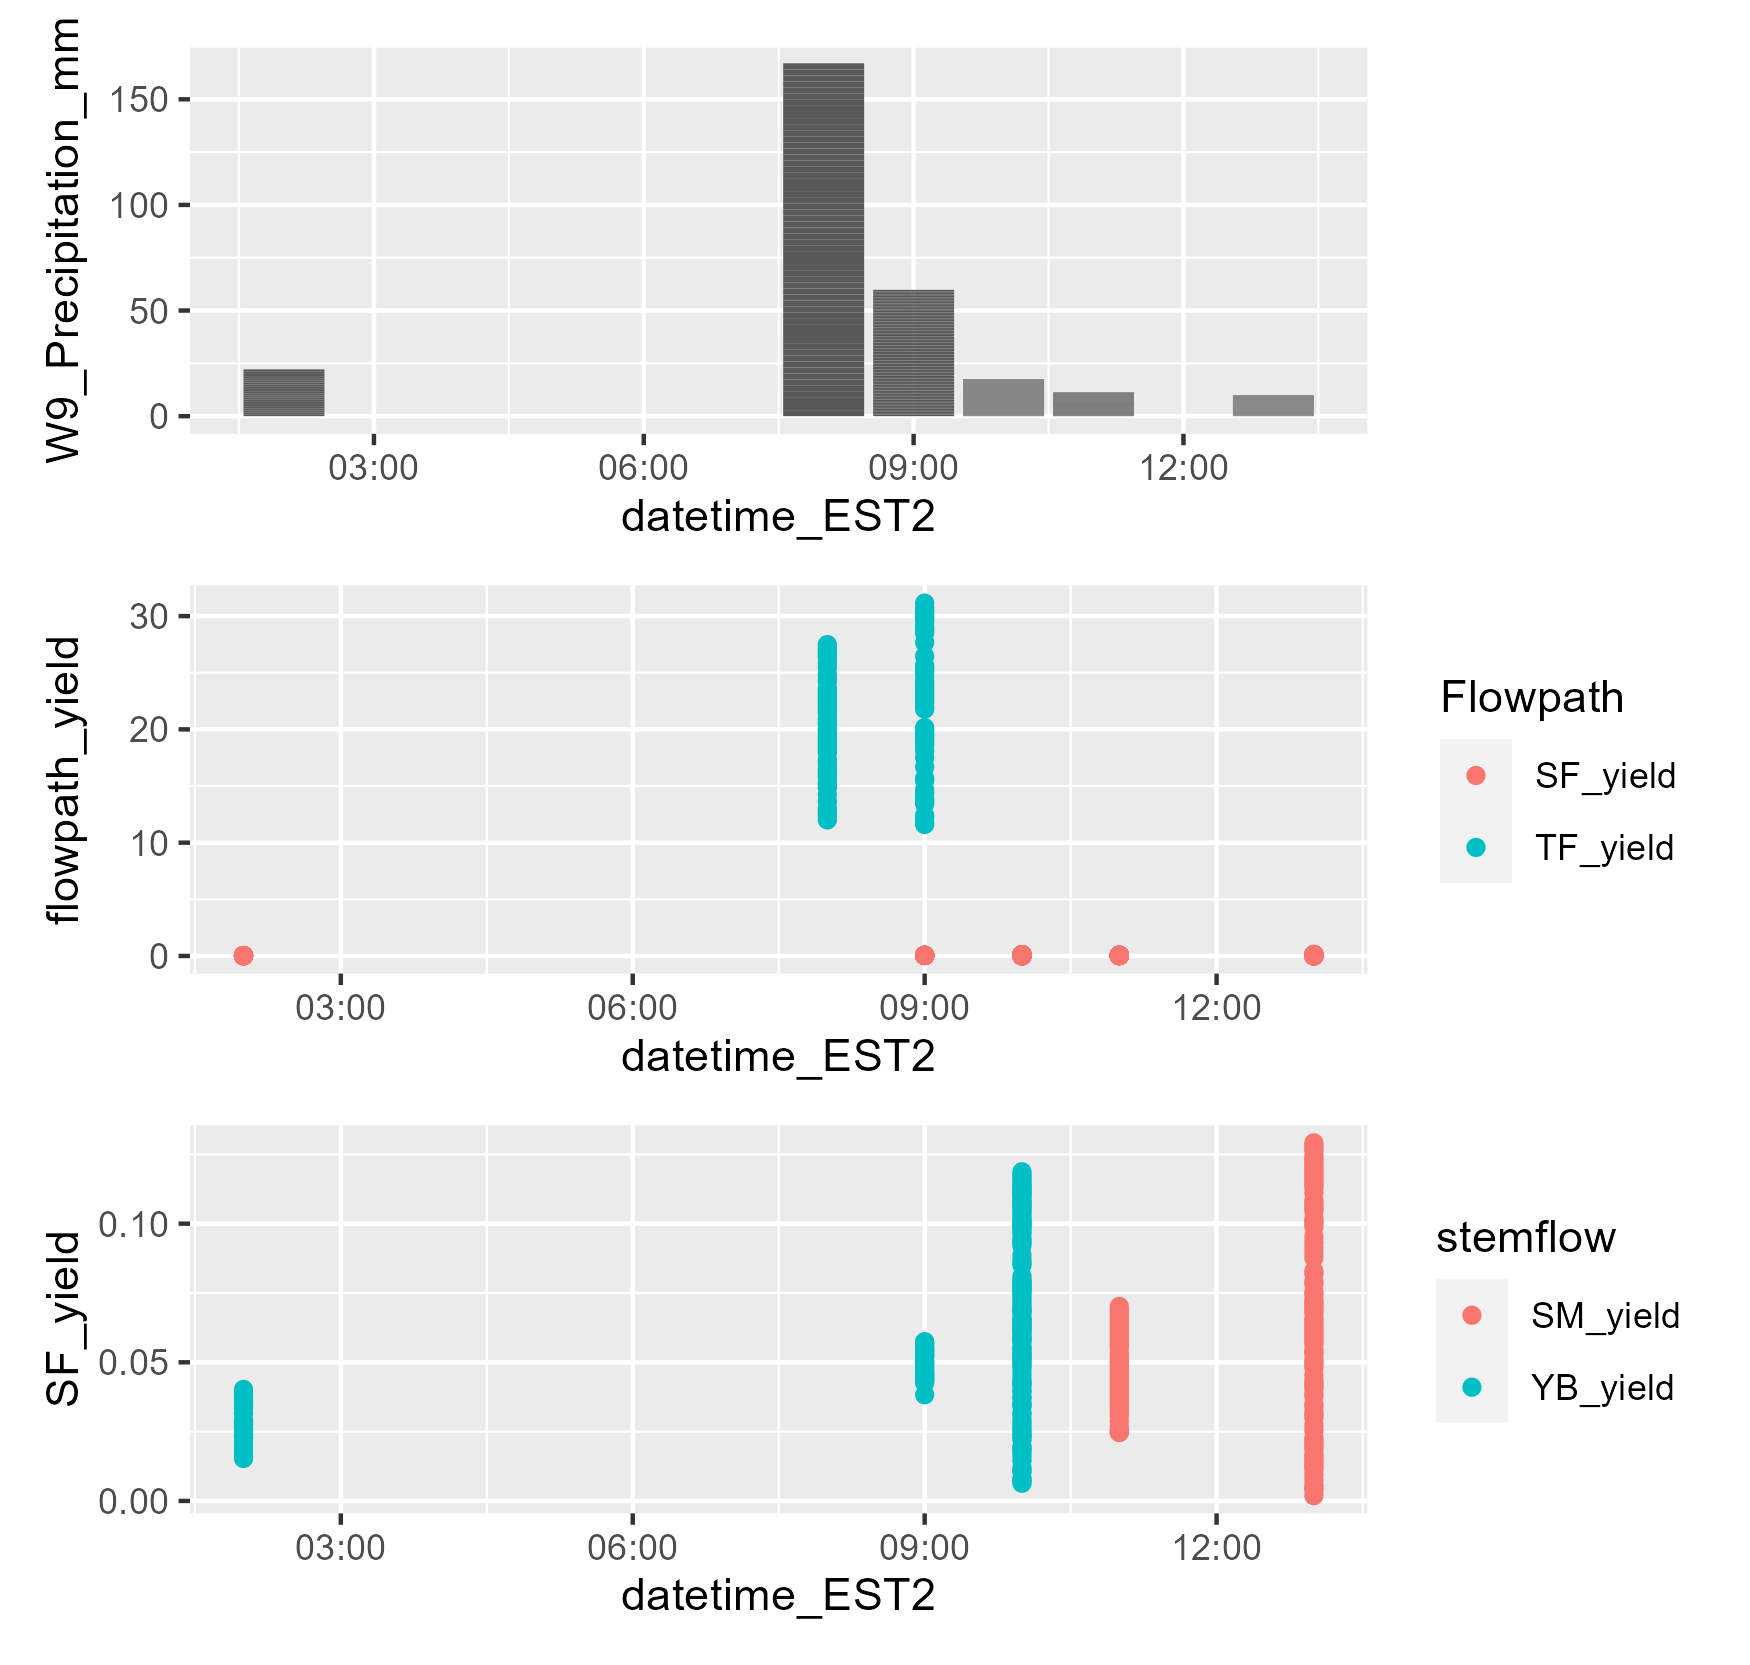 W9_Precipitation_mm
150
100
50
0
03:00 06:00 09:00 12:00
datetime_EST2
flowpath_yield
30
20
10
0
03:00 06:00 09:00 12:00
datetime_EST2
Flowpath
SF_yield
TF_yield
SF_yield
0.10
0.05
0.00
03:00 06:00 09:00 12:00
datetime_EST2
stemflow
SM_yield
YB_yield